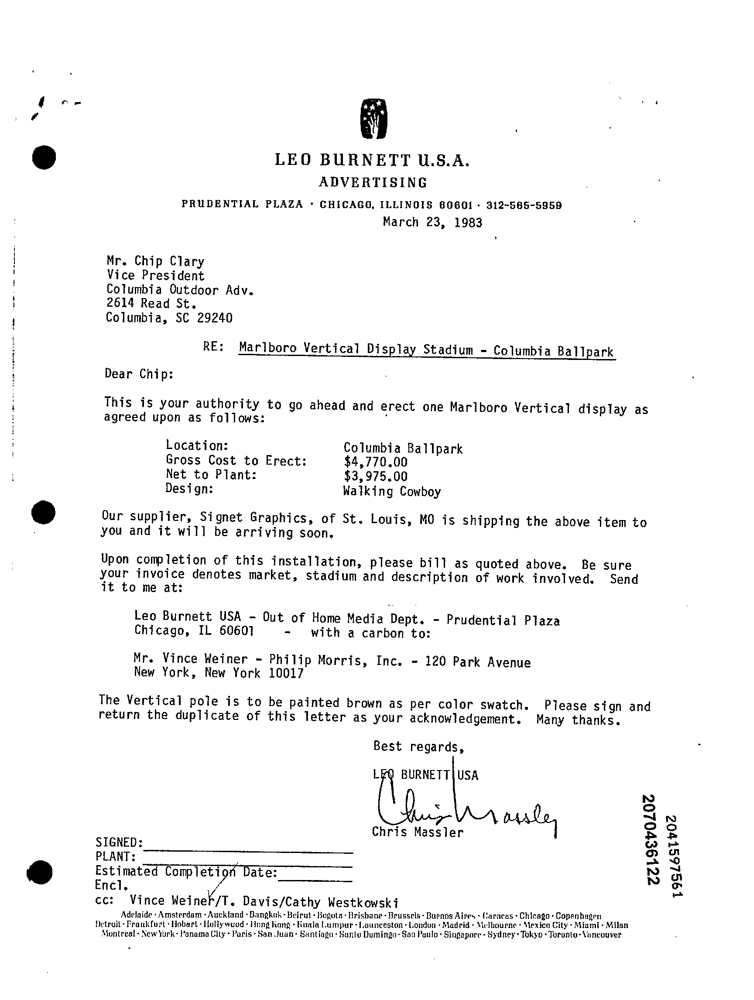 LEO BURNETT U.S.A.
ADVERTISING
PRUDENTIAL PLAZA · CHICAGO, ILLINOIS 60601 · 312-565-5959
March 23, 1983
Mr. Chip Clary
Vice President
Columbia Outdoor Adv.
2614 Read St.
Columbia, SC 29240
RE: Marlboro Vertical Display Stadium - Columbia Ballpark
Dear Chip:
This is your authority to go ahead and erect one Marlboro Vertical display as
agreed upon as follows:
Location: Columbia Ballpark
Gross Cost to Erect: $4,770.00
Net to Plant: $3,975.00
Design: Walking Cowboy
Our supplier, Signet Graphics, of St. Louis, MO is shipping the above item to
you and it will be arriving soon.
Upon completion of this installation, please bill as quoted above. Be sure
your invoice denotes market, stadium and description of work involved. Send
it to me at:
Leo Burnett USA - Out of Home Media Dept. - Prudential Plaza
Chicago, IL 60601 - with a carbon to:
Mr. Vince Weiner - Philip Morris, Inc. - 120 Park Avenue
New York, New York 10017
The Vertical pole is to be painted brown as per color swatch. Please sign and
return the duplicate of this letter as your acknowledgement. Many thanks.
Best regards,
LEO BURNETT USA
Chris Massler
Chris Massler
SIGNED:
PLANT:
Estimated Completion Date:
Encl.
cc: Vince Weiner/T. Davis/Cathy Westkowski
Adelaide · Amsterdam · Auckland · Bangkok · Beirut · Bogota · Brisbane · Brussels · Buenos Aires · Caracas · Chicago · Copenhagen
Detroit · Frankfurt · Hobart · Hollywood · Hong Kong · Kuala Lumpur · Launceston · London · Madrid · Melbourne · Mexico City · Miami · Milan
Montreal · New York · Panama City · Paris · San Juan · Santiago · Santo Domingo · Sao Paulo · Singapore · Sydney · Tokyo · Toronto · Vancouver
2070436122
2041597561